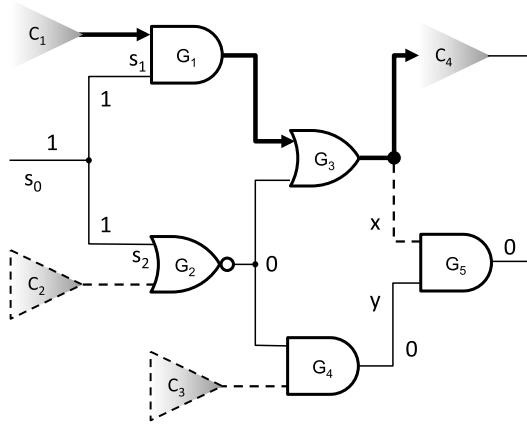 C₁
s₁
G₁
C₄
1
1
s₀
G₃
1
x
s₂
G₂
0
G₅
0
C₂
y
G₄
0
C₃